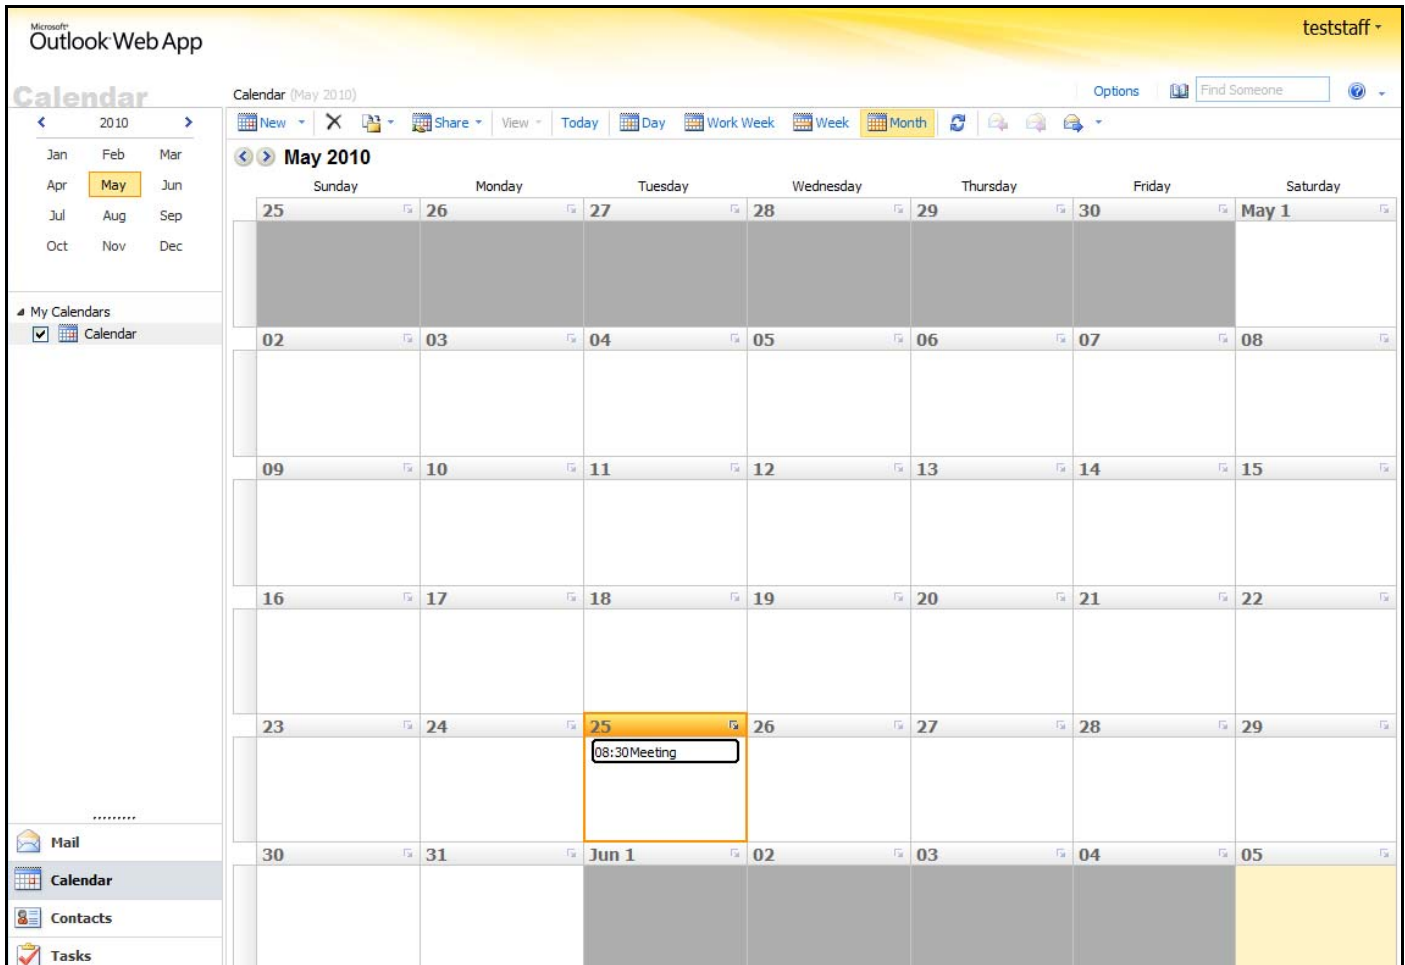 Microsoft®
Outlook Web App
teststaff
Calendar
Calendar (May 2010)
Options
Find Someone
2010
New
Share
View
Today
Day
Work Week
Week
Month
Jan Feb Mar
Apr May Jun
Jul Aug Sep
Oct Nov Dec
My Calendars
Calendar
Mail
Calendar
Contacts
Tasks
May 2010
Sunday Monday Tuesday Wednesday Thursday Friday Saturday
25 26 27 28 29 30 May 1
02 03 04 05 06 07 08
09 10 11 12 13 14 15
16 17 18 19 20 21 22
23 24 25 26 27 28 29
08:30Meeting
30 31 Jun 1 02 03 04 05